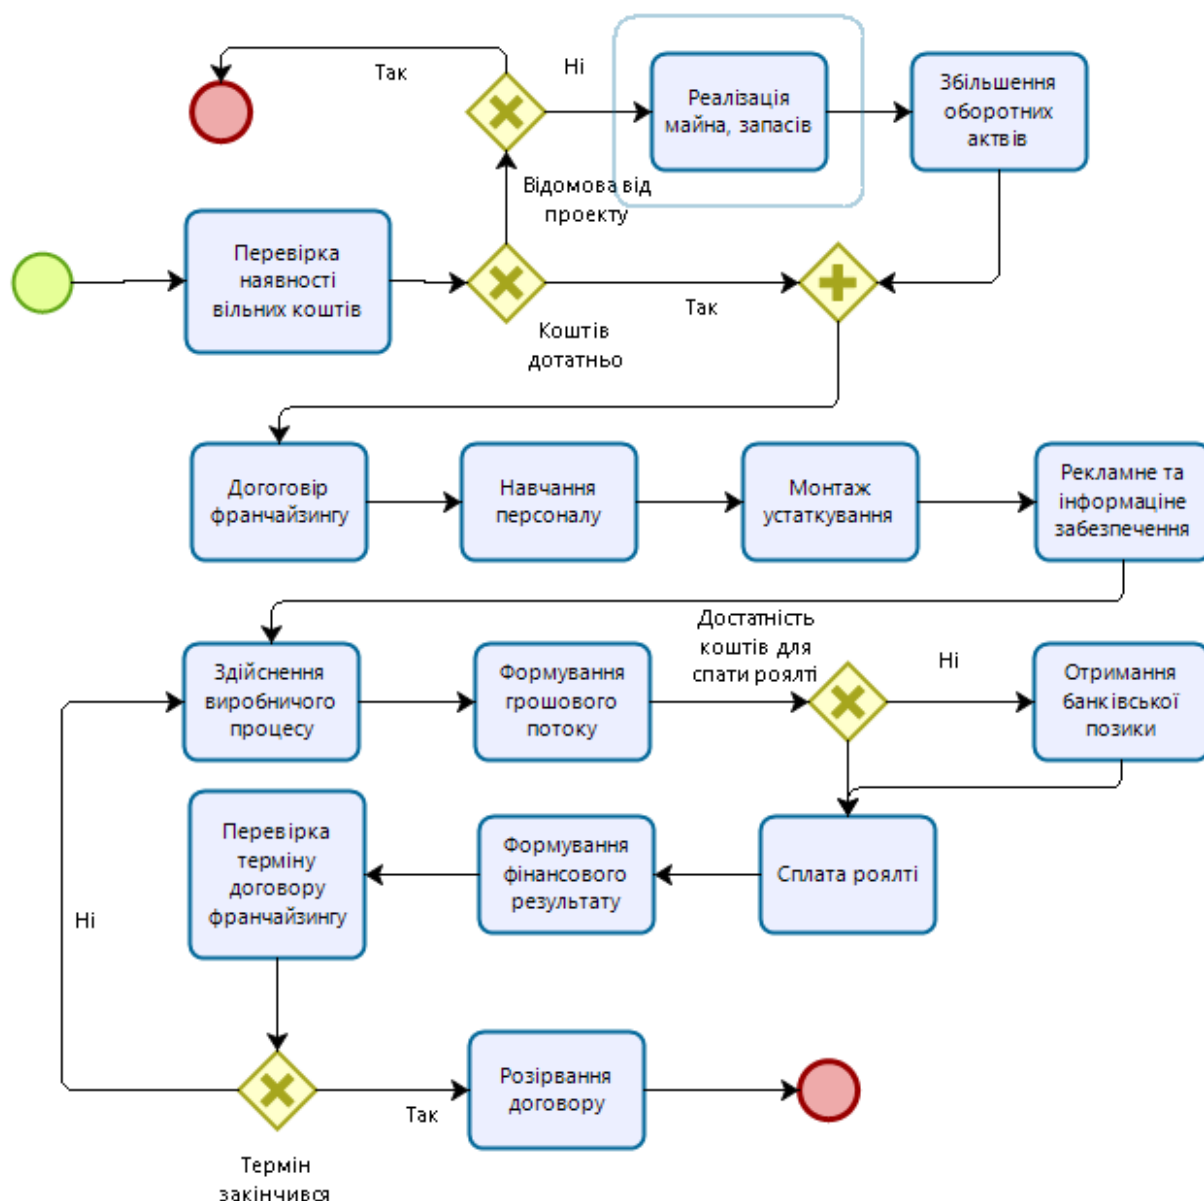 Так
Ні
Реалізація
майна, запасів
Збільшення
оборотних
актвів
Відомова від
проекту
Перевірка
наявності
вільних коштів
Так
Коштів
дотатньо
Догоговір
франчайзингу
Навчання
персоналу
Монтаж
устаткування
Рекламне та
інформаціне
забезпечення
Здійснення
виробничого
процесу
Формування
грошового
потоку
Достатність
коштів для
спати роялті
Ні
Отримання
банківської
позики
Перевірка
терміну
договору
франчайзингу
Формування
фінансового
результату
Сплата роялті
Ні
Розірвання
договору
Так
Термін
закінчився